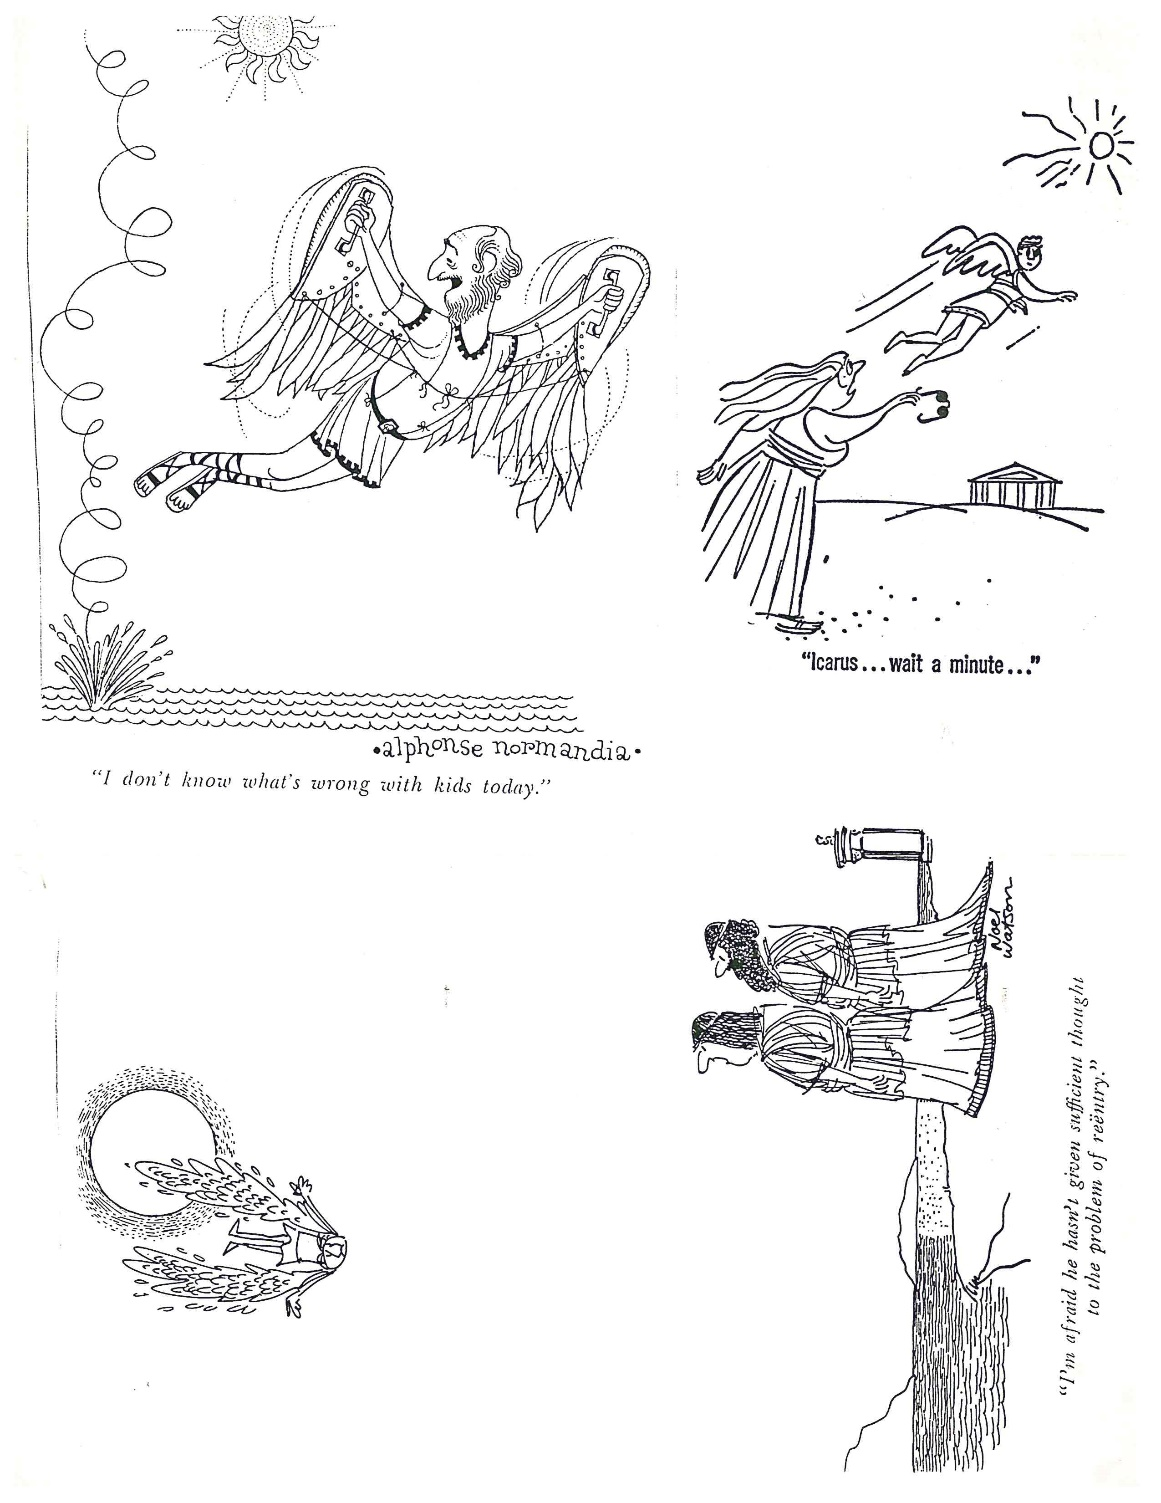 •alphonse normandia•
“I don't know what's wrong with kids today.”
“Icarus...wait a minute...”
Noel
Watson
“I'm afraid he hasn't given sufficient thought
to the problem of reëntry.”